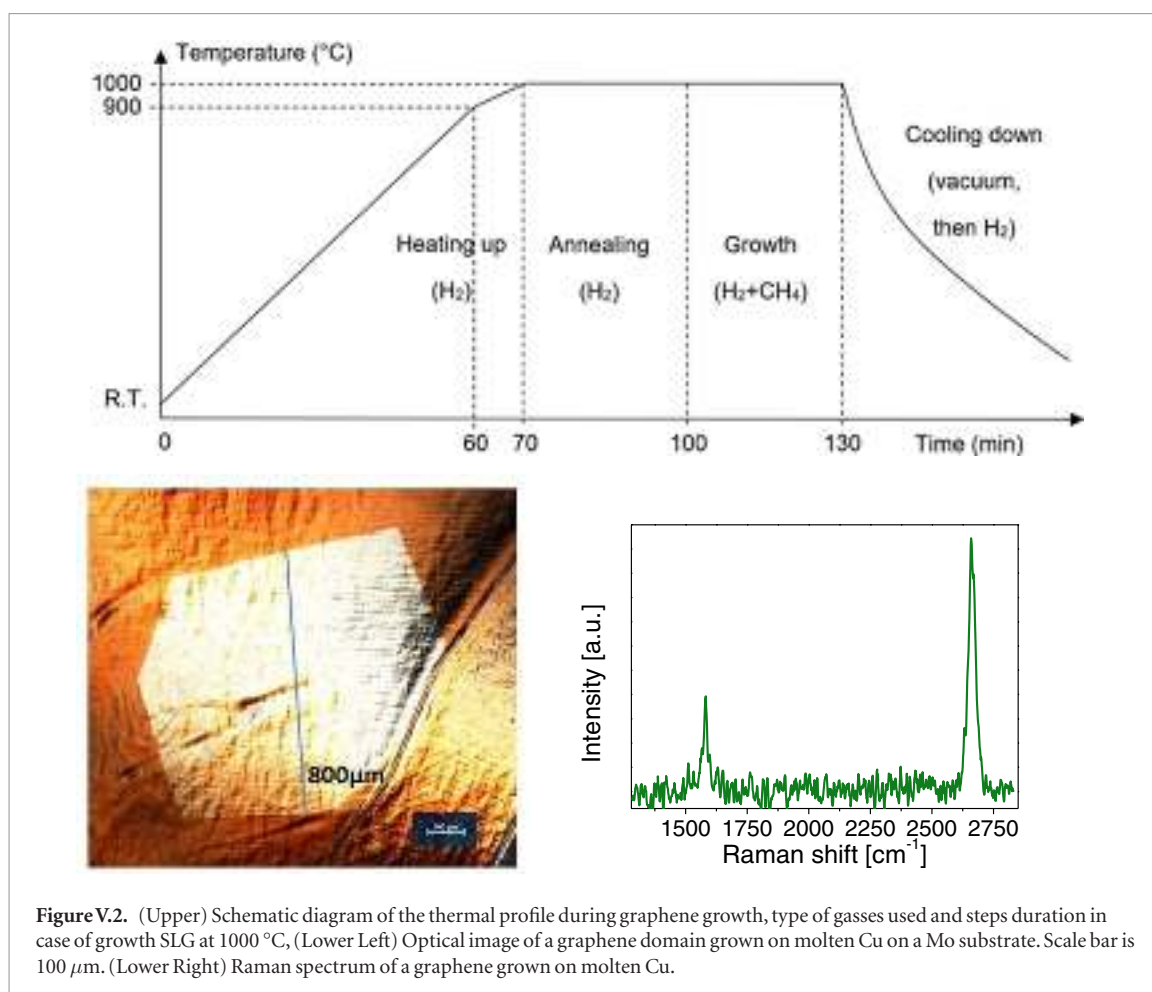 Temperature (°C)
1000
900
Cooling down
(vacuum,
then H₂)
Heating up
(H₂)
Annealing
(H₂)
Growth
(H₂+CH₄)
R.T.
0
60
70
100
130
Time (min)
800µm
Intensity [a.u.]
1500 1750 2000 2250 2500 2750
Raman shift [cm⁻¹]
Figure V.2. (Upper) Schematic diagram of the thermal profile during graphene growth, type of gasses used and steps duration in
case of growth SLG at 1000 °C, (Lower Left) Optical image of a graphene domain grown on molten Cu on a Mo substrate. Scale bar is
100 μm. (Lower Right) Raman spectrum of a graphene grown on molten Cu.